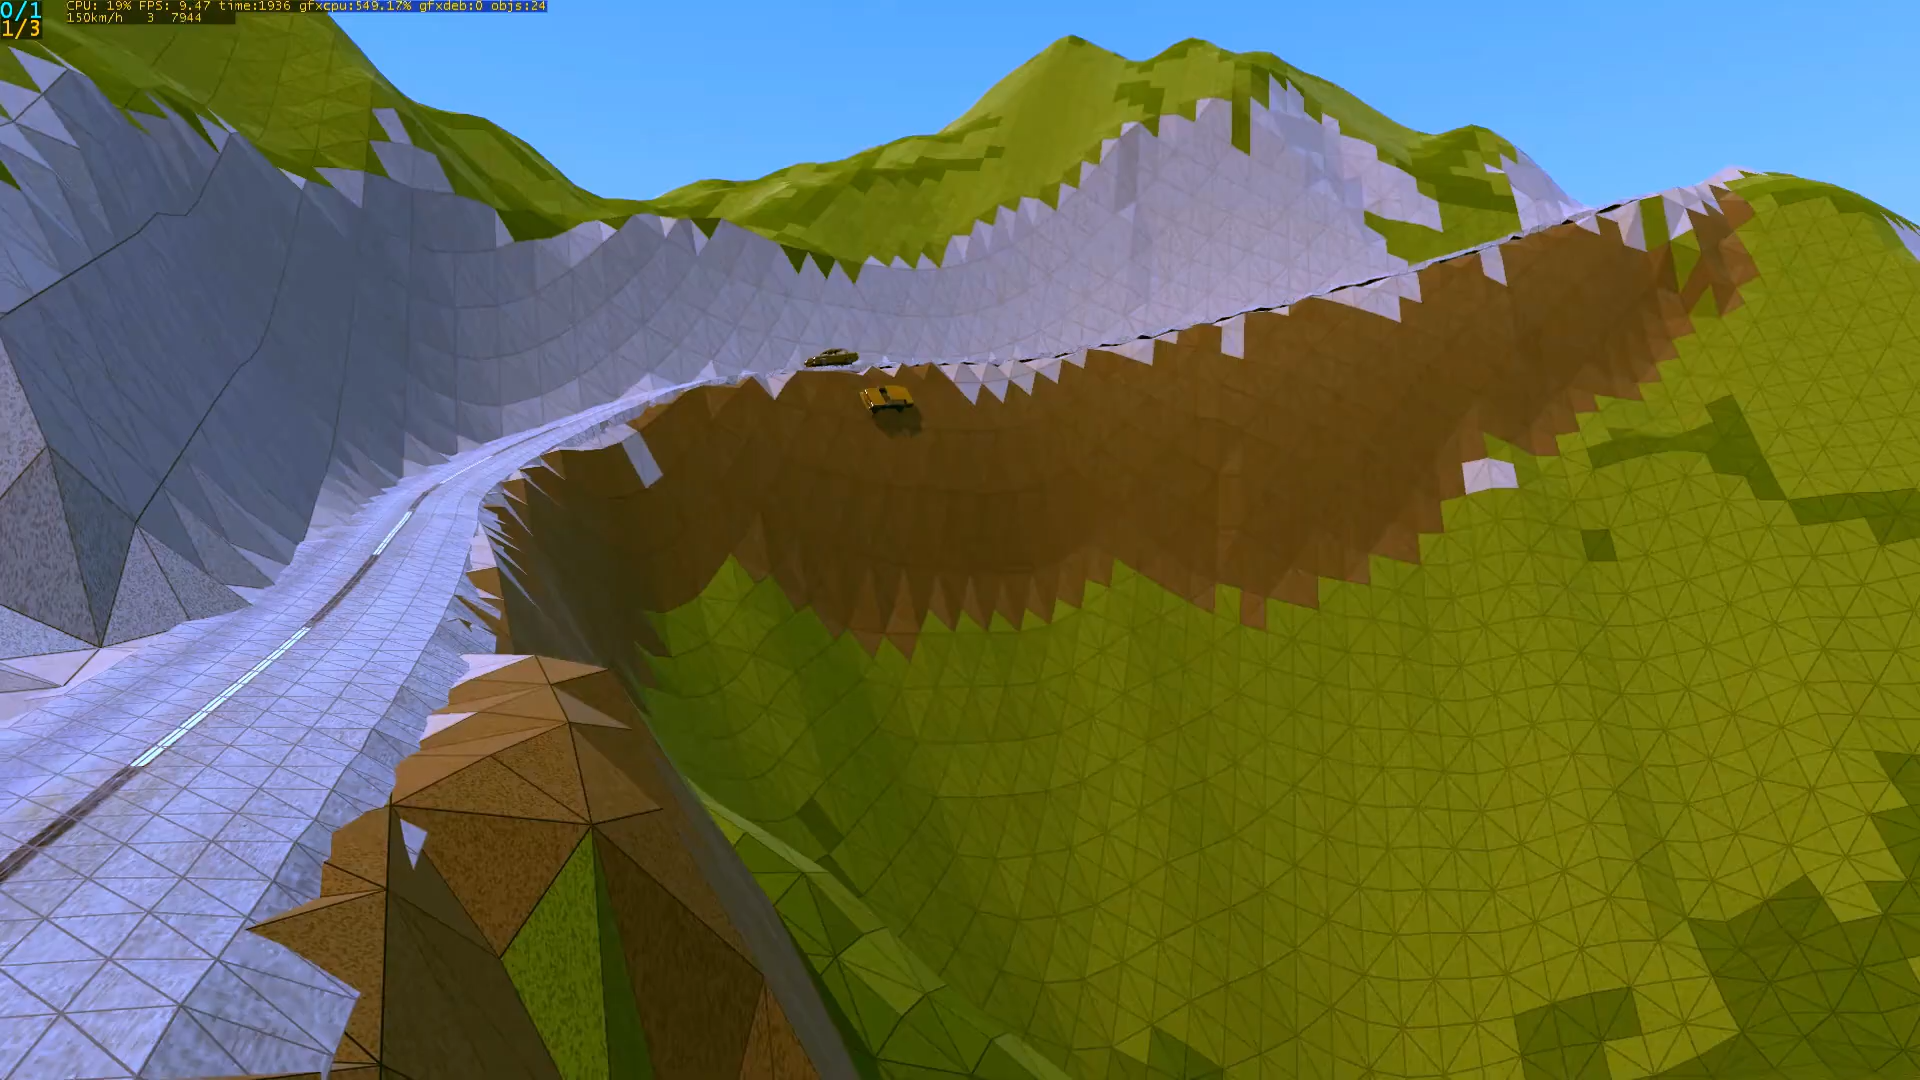 0/1 CPU: 19% FPS: 9.47 time:1936 gfxcpu:549.17% gfxdeb:0 objs:24
1/3 150km/h 3 7944